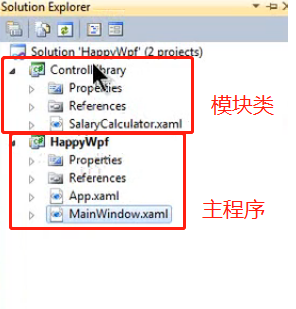 Solution Explorer
Solution 'HappyWpf' (2 projects)
ControlLibrary
Properties
References
SalaryCalculator.xaml
模块类
HappyWpf
Properties
References
App.xaml
MainWindow.xaml
主程序